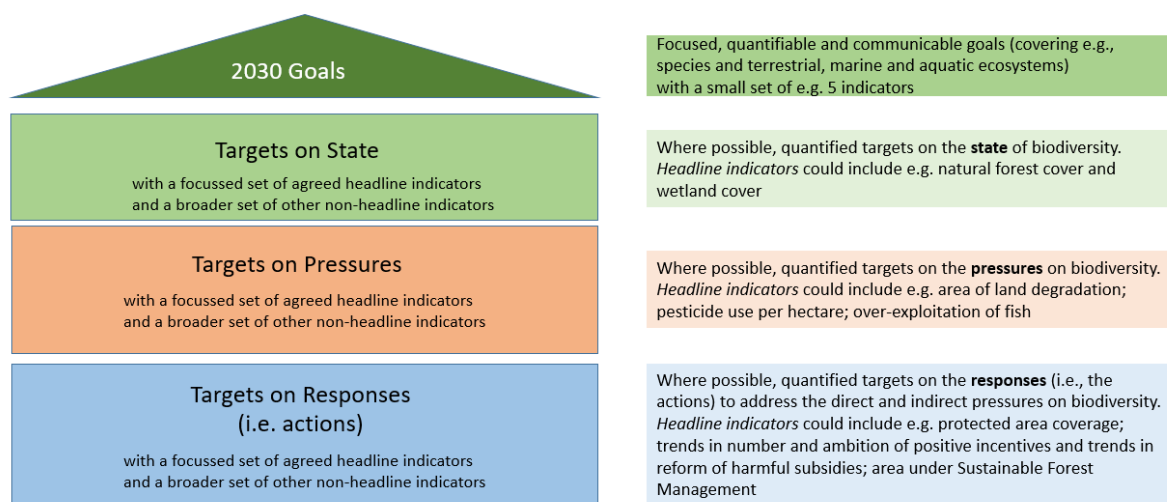 2030 Goals
Focused, quantifiable and communicable goals (covering e.g.,
species and terrestrial, marine and aquatic ecosystems)
with a small set of e.g. 5 indicators
Targets on State
with a focussed set of agreed headline indicators
and a broader set of other non-headline indicators
Where possible, quantified targets on the state of biodiversity.
Headline indicators could include e.g. natural forest cover and
wetland cover
Targets on Pressures
with a focussed set of agreed headline indicators
and a broader set of other non-headline indicators
Where possible, quantified targets on the pressures on biodiversity.
Headline indicators could include e.g. area of land degradation;
pesticide use per hectare; over-exploitation of fish
Targets on Responses
(i.e. actions)
with a focussed set of agreed headline indicators
and a broader set of other non-headline indicators
Where possible, quantified targets on the responses (i.e., the
actions) to address the direct and indirect pressures on biodiversity.
Headline indicators could include e.g. protected area coverage;
trends in number and ambition of positive incentives and trends in
reform of harmful subsidies; area under Sustainable Forest
Management